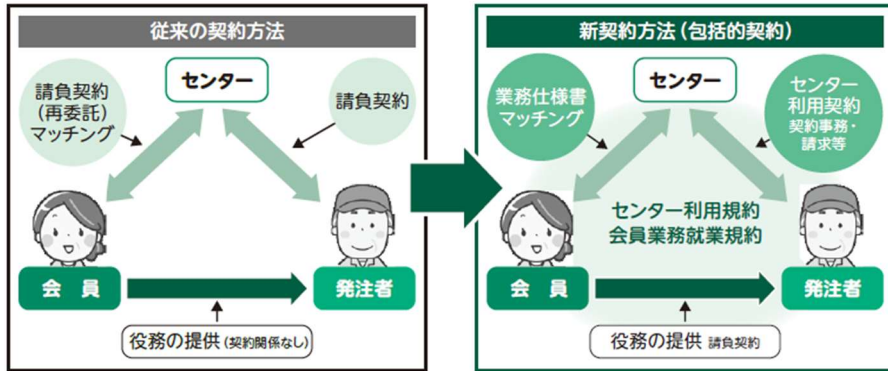 従来の契約方法
センター
請負契約
(再委託)
マッチング
請負契約
会 員
発注者
役務の提供 (契約関係なし)
新契約方法(包括的契約)
センター
業務仕様書
マッチング
センター
利用契約
契約事務・
請求等
センター利用規約
会員業務就業規約
会 員
発注者
役務の提供 請負契約